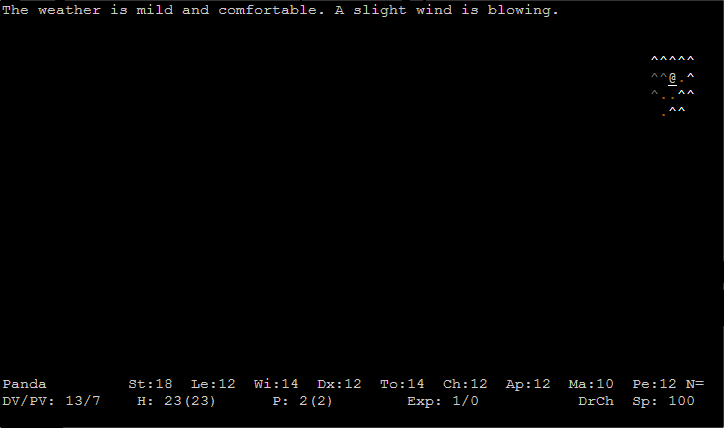 The weather is mild and comfortable. A slight wind is blowing.
^^^^^
^^@.^
^..^^
.^^
Panda St:18 Le:12 Wi:14 Dx:12 To:14 Ch:12 Ap:12 Ma:10 Pe:12 N=
DV/PV: 13/7 H: 23(23) P: 2(2) Exp: 1/0 DrCh Sp: 100